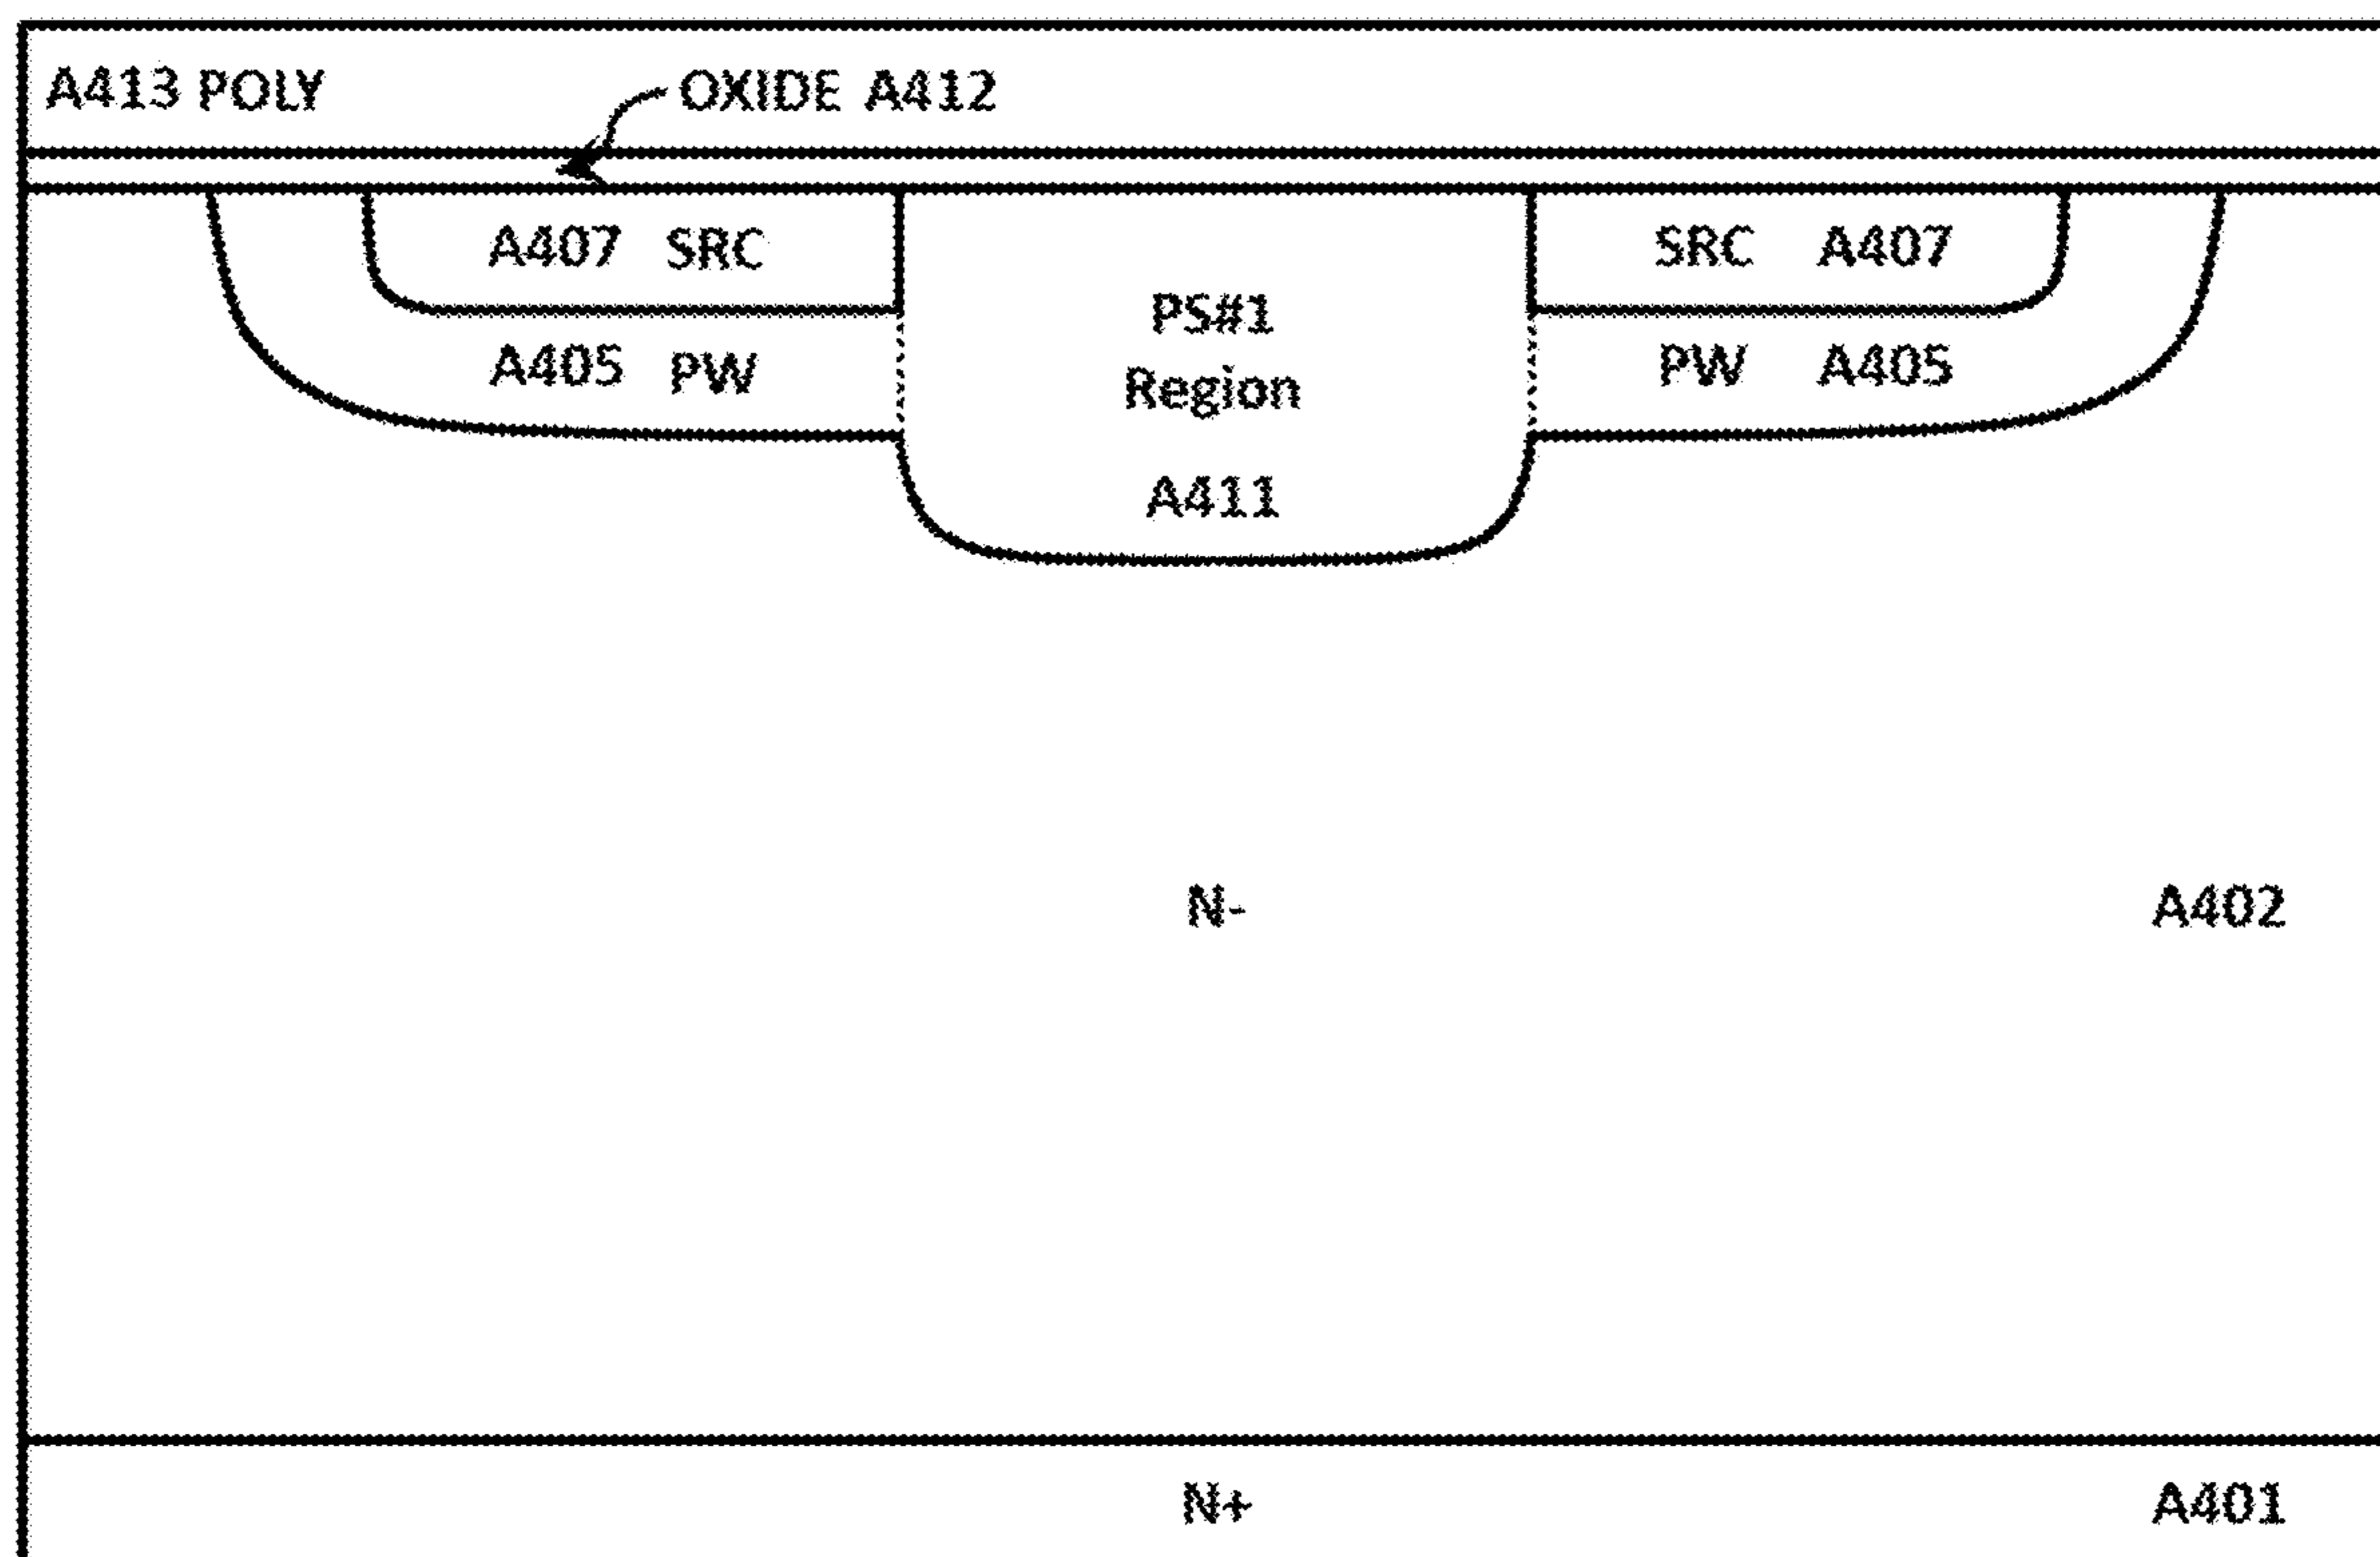 A413 POLY
OXIDE A412
A407 SRC
SRC A407
PS#1
Region
A411
A405 PW
PW A405
N-
A402
N+
A401